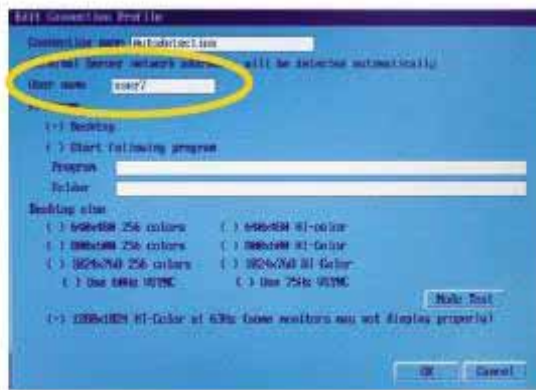 Edit Connection Profile
Connection name Autodetection
Server network address will be detected automatically)
User name user7
(-) Desktop
( ) Start following program
Program
Folder
Desktop size
( ) 640x480 256 colors ( ) 640x480 Hi-Color
( ) 800x600 256 colors ( ) 800x600 Hi-Color
( ) 1024x768 256 colors ( ) 1024x768 Hi-Color
( ) Use 60Hz VSYNC ( ) Use 75Hz VSYNC
Mode Test
(-) 1280x1024 Hi-Color at 63Hz (some monitors may not display properly)
OK Cancel